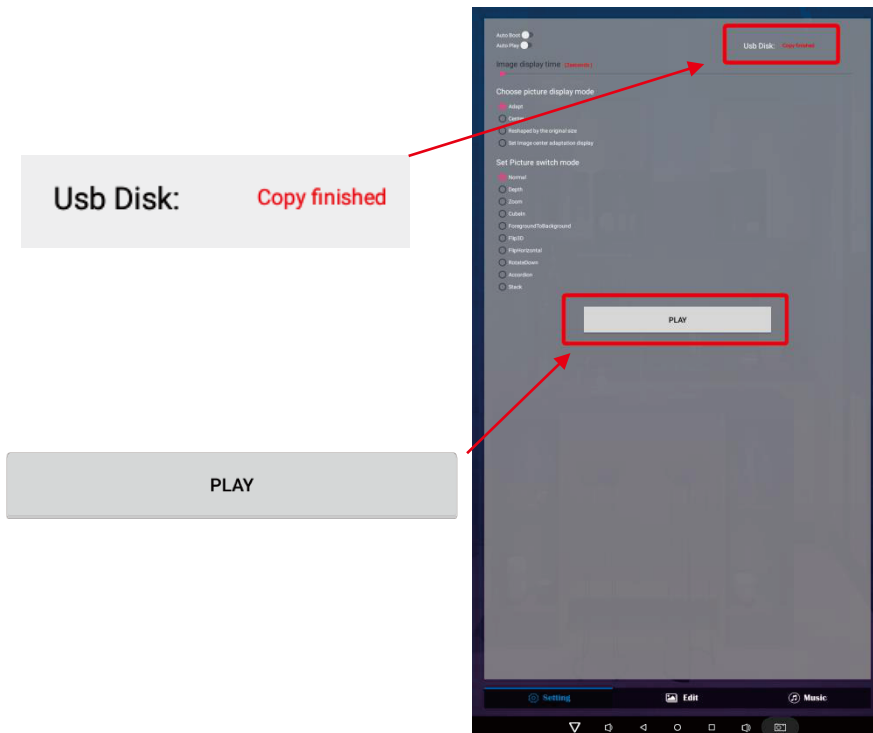 Auto Boot
Auto Play
Usb Disk: Copy finished
Image display time (3seconds)
Choose picture display mode
Adapt
Center
Reshaped by the original size
Set image center adaptation display
Usb Disk: Copy finished
Set Picture switch mode
Normal
Depth
Zoom
CubeIn
ForegroundToBackground
Flip3D
FlipHorizontal
RotateDown
Accordion
Stack
PLAY
PLAY
Setting Edit Music